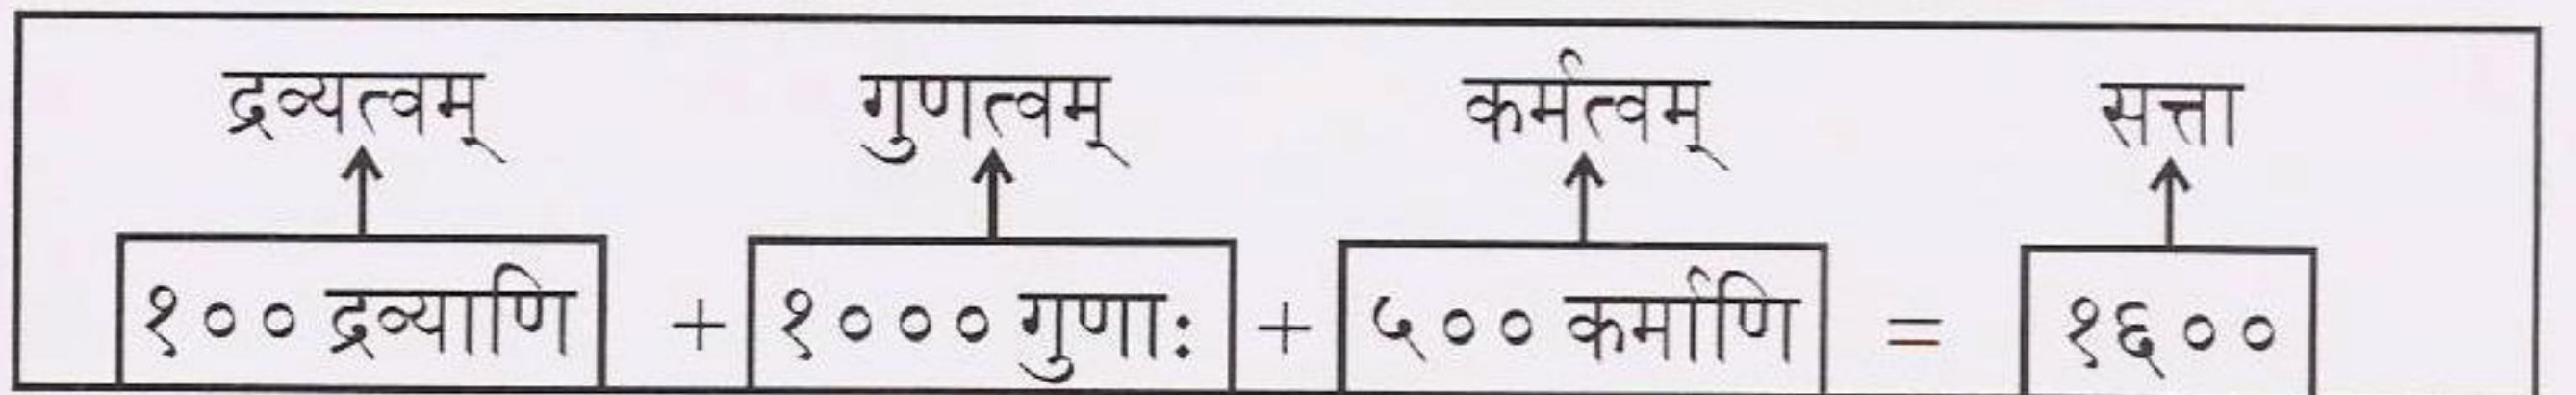 द्रव्यत्वम् गुणत्वम् कर्मत्वम् सत्ता
१०० द्रव्याणि + १००० गुणाः + ५०० कर्माणि = १६००